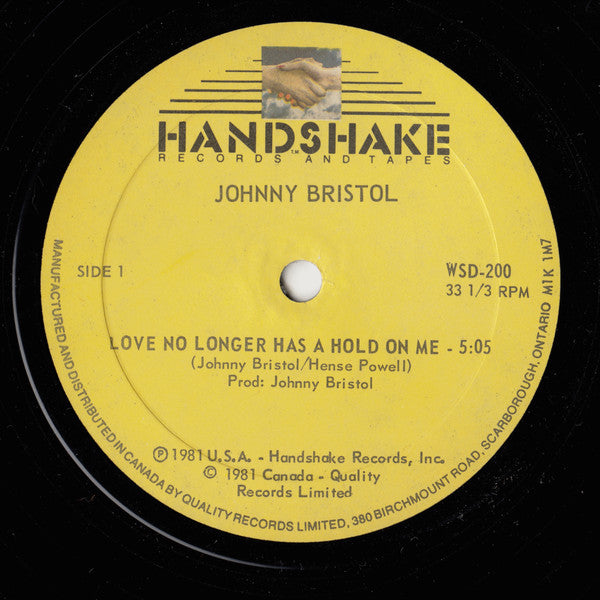 HANDSHAKE
TM
RECORDS AND TAPES
JOHNNY BRISTOL
SIDE 1
WSD-200
33 1/3 RPM
LOVE NO LONGER HAS A HOLD ON ME - 5:05
(Johnny Bristol/Hense Powell)
Prod: Johnny Bristol
Ⓟ 1981 U.S.A. - Handshake Records, Inc.
© 1981 Canada - Quality
Records Limited
MANUFACTURED AND DISTRIBUTED IN CANADA BY QUALITY RECORDS LIMITED, 380 BIRCHMOUNT ROAD, SCARBOROUGH, ONTARIO M1K 1M7